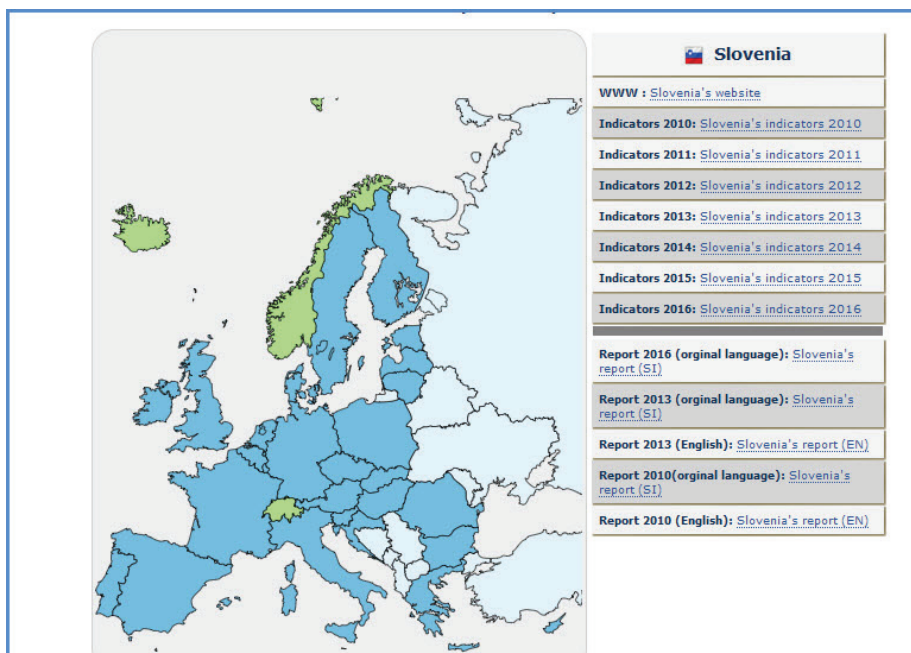 Slovenia
WWW : Slovenia's website
Indicators 2010: Slovenia's indicators 2010
Indicators 2011: Slovenia's indicators 2011
Indicators 2012: Slovenia's indicators 2012
Indicators 2013: Slovenia's indicators 2013
Indicators 2014: Slovenia's indicators 2014
Indicators 2015: Slovenia's indicators 2015
Indicators 2016: Slovenia's indicators 2016
Report 2016 (orginal language): Slovenia's
report (SI)
Report 2013 (orginal language): Slovenia's
report (SI)
Report 2013 (English): Slovenia's report (EN)
Report 2010(orginal language): Slovenia's
report (SI)
Report 2010 (English): Slovenia's report (EN)